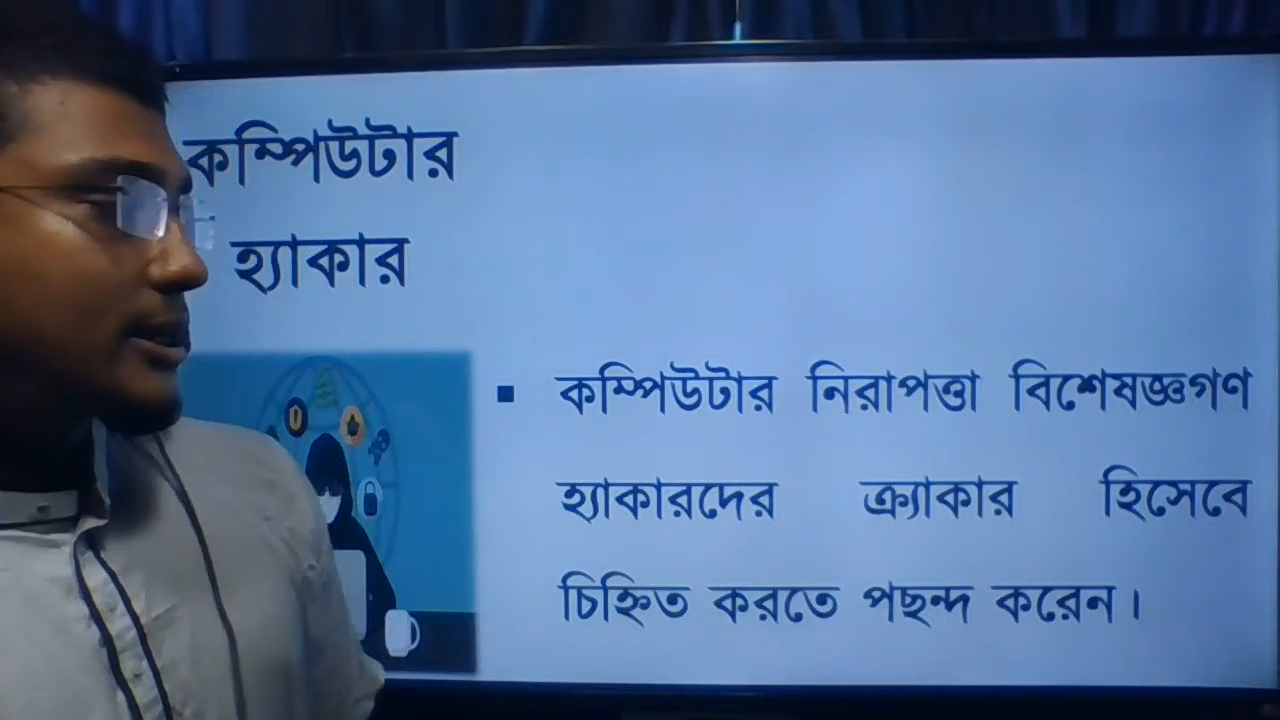 কম্পিউটার
হ্যাকার
▪ কম্পিউটার নিরাপত্তা বিশেষজ্ঞগণ
হ্যাকারদের ক্র্যাকার হিসেবে
চিহ্নিত করতে পছন্দ করেন।